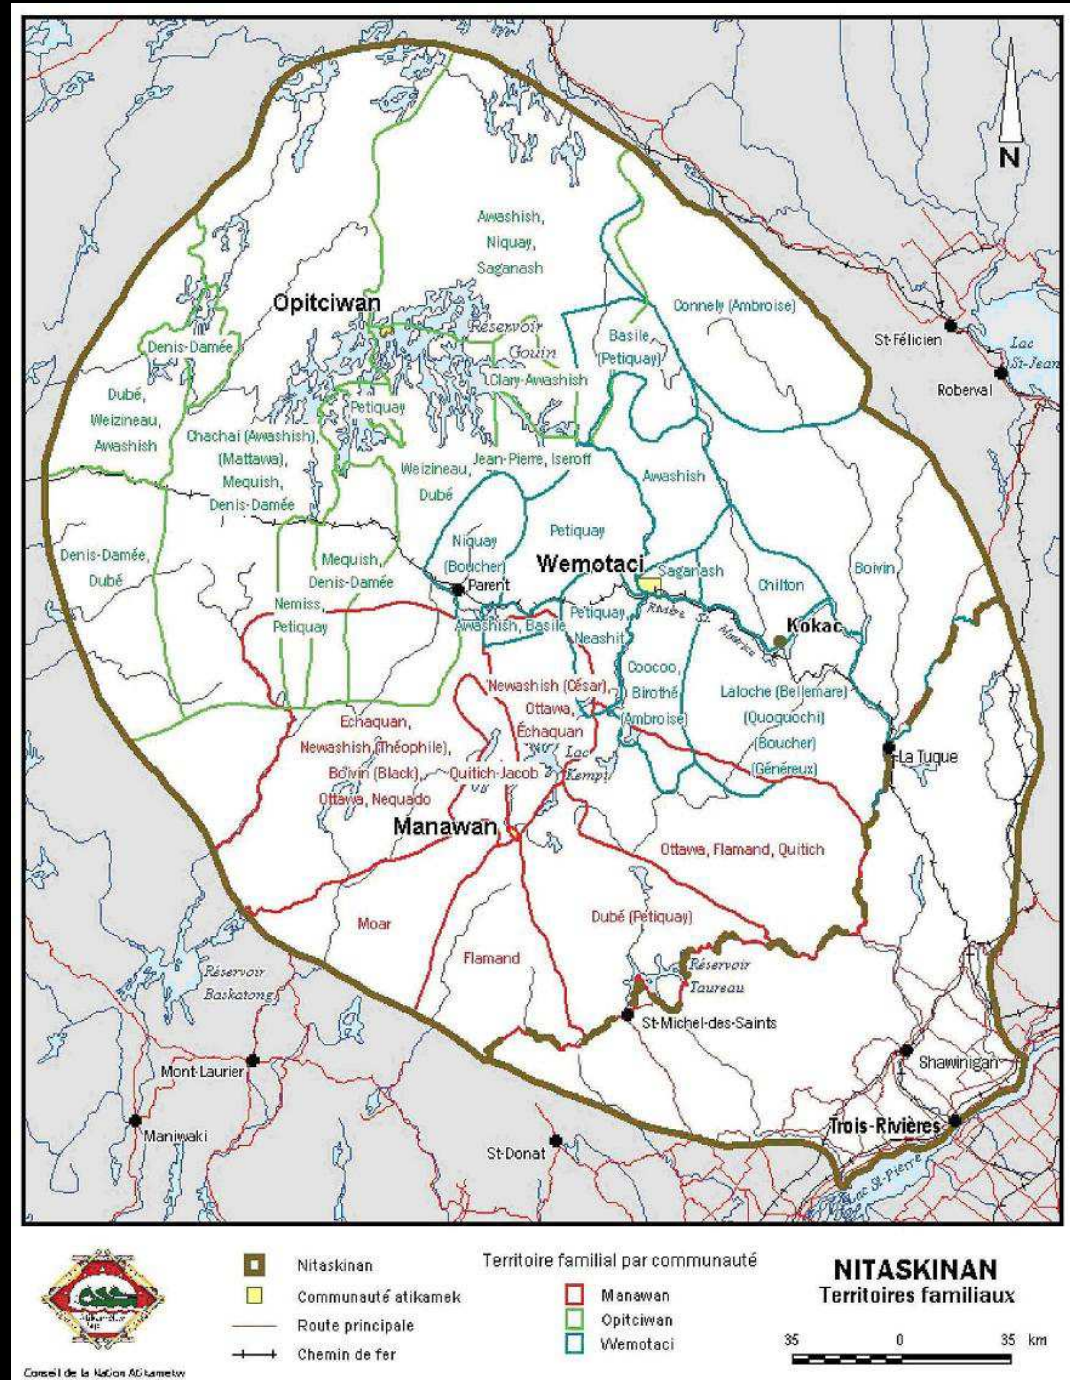 N
Awashish,
Niquay,
Saganash
Opitciwan
Connely (Ambroise)
Réservoir
Gouin
Basile,
(Petiquay)
St-Félicien
Lac
St-Jean
Roberval
Denis-Damée
Clary-Awashish
Dubé,
Weizineau,
Awashish
Petiquay
Chachai (Awashish),
(Mattawa),
Mequish,
Denis-Damée
Weizineau,
Dubé
Jean-Pierre, Iseroff
Awashish
Petiquay
Niquay
(Boucher)
Wemotaci
Saganash
Chilton
Boivin
Denis-Damée,
Dubé
Mequish,
Denis-Damée
Parent
Nemiss,
Petiquay
Awashish, Basile
Petiquay,
Neashit
Rivière St. Maurice
Kokac
Coocoo,
Birothé
(Ambroise)
Laloche (Bellemare)
(Quoquochi)
(Boucher)
(Généreux)
Newashish (César),
Ottawa,
Échaquan
Lac
Kempt
La Tuque
Echaquan,
Newashish (Théophile),
Boivin (Black),
Ottawa, Nequado
Quitich-Jacob
Manawan
Ottawa, Flamand, Quitich
Moar
Dubé (Petiquay)
Flamand
Réservoir
Baskatong
Réservoir
Taureau
St-Michel-des-Saints
Mont-Laurier
Shawinigan
Maniwaki
St-Donat
Trois-Rivières
Lac St-Pierre
Conseil de la Nation Atikamekw
Nitaskinan
Communauté atikamek
Route principale
Chemin de fer
Territoire familial par communauté
Manawan
Opitciwan
Wemotaci
NITASKINAN
Territoires familiaux
35 0 35 km